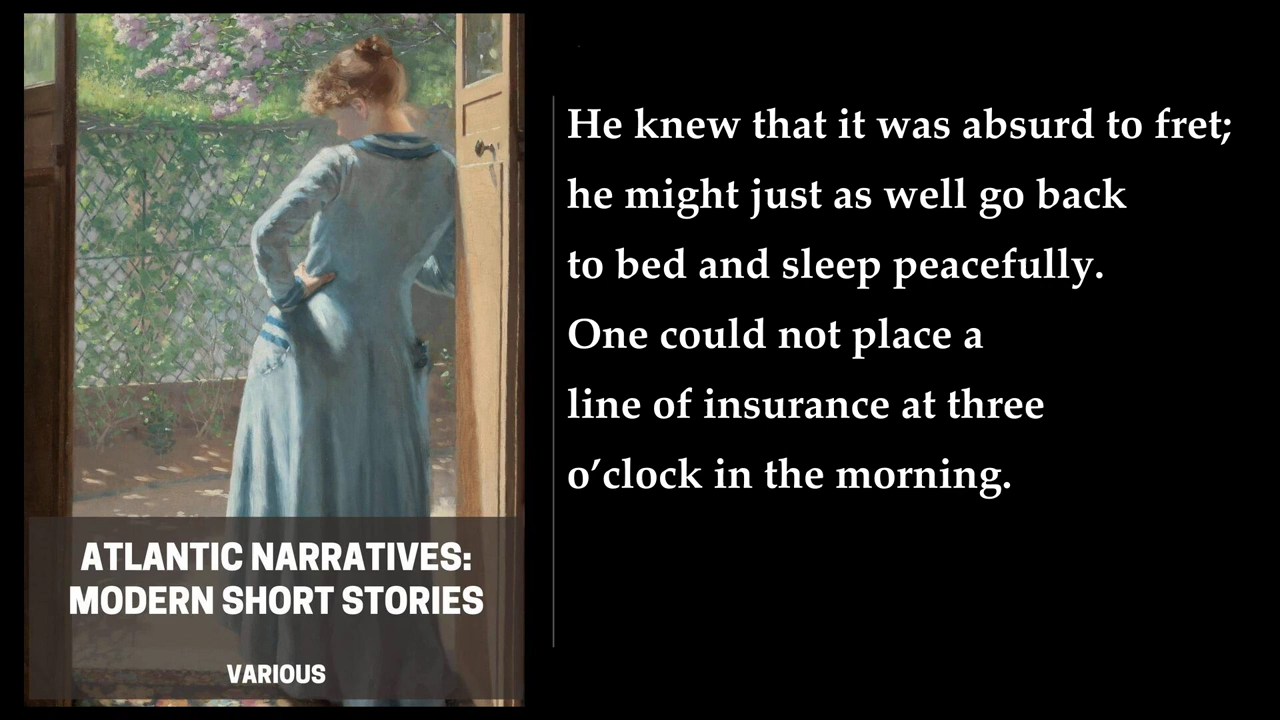 He knew that it was absurd to fret;
he might just as well go back
to bed and sleep peacefully.
One could not place a
line of insurance at three
o’clock in the morning.
ATLANTIC NARRATIVES:
MODERN SHORT STORIES
VARIOUS